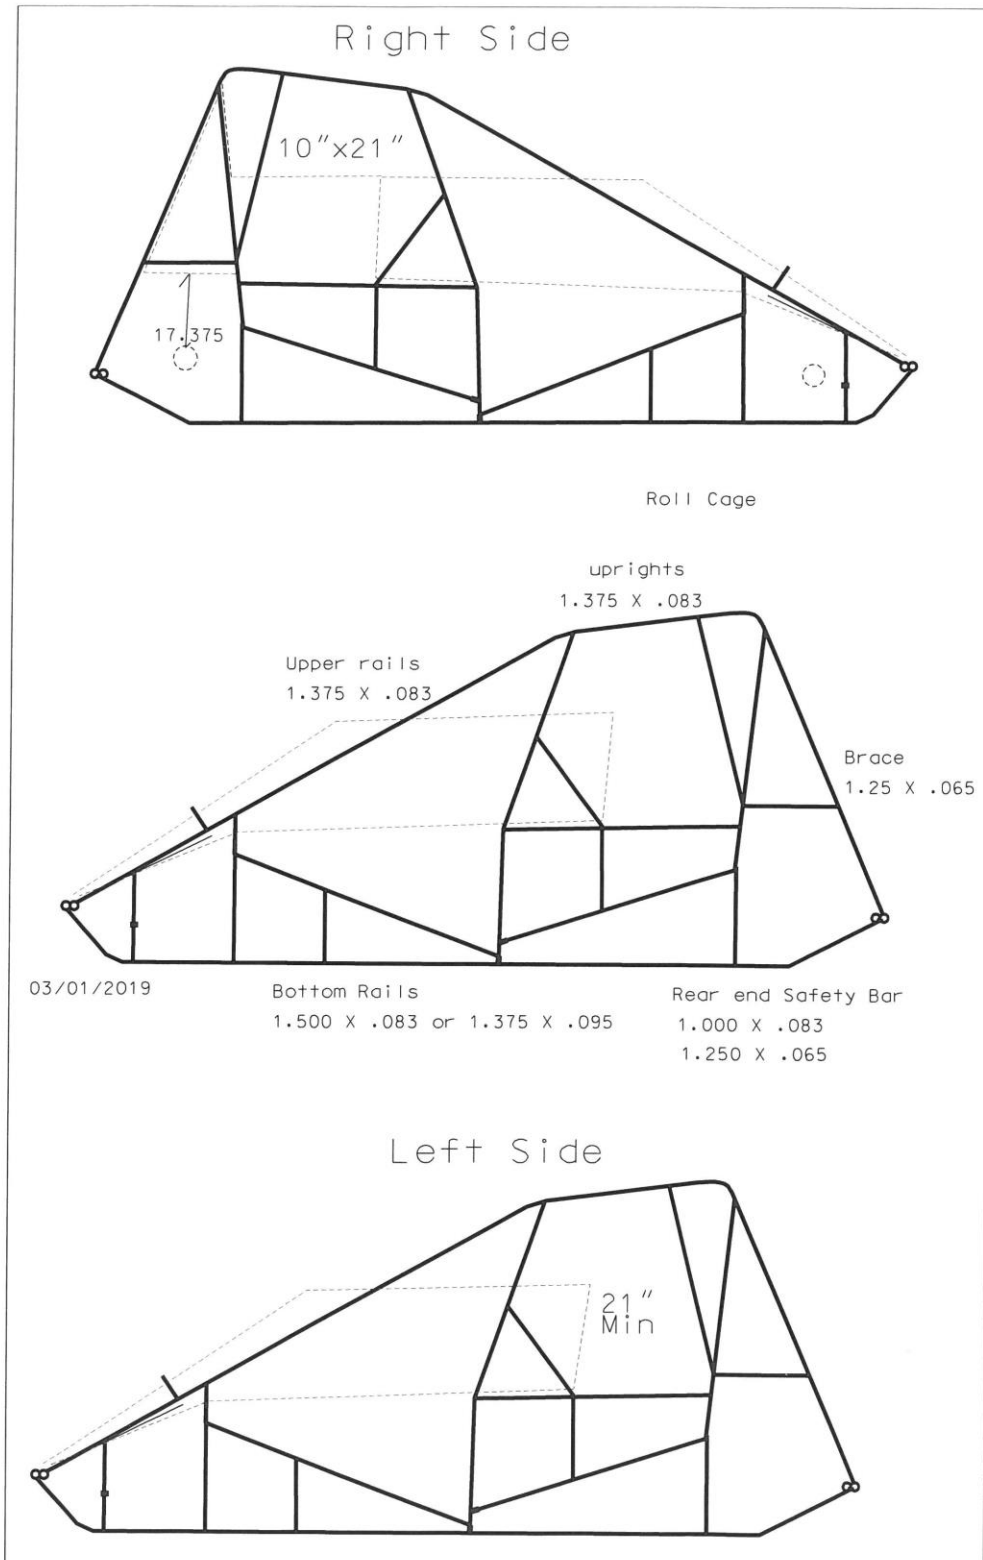 Right Side
10"x21"
17.375
Roll Cage
uprights
1.375 X .083
Upper rails
1.375 X .083
Brace
1.25 X .065
03/01/2019
Bottom Rails
1.500 X .083 or 1.375 X .095
Rear end Safety Bar
1.000 X .083
1.250 X .065
Left Side
21"
Min